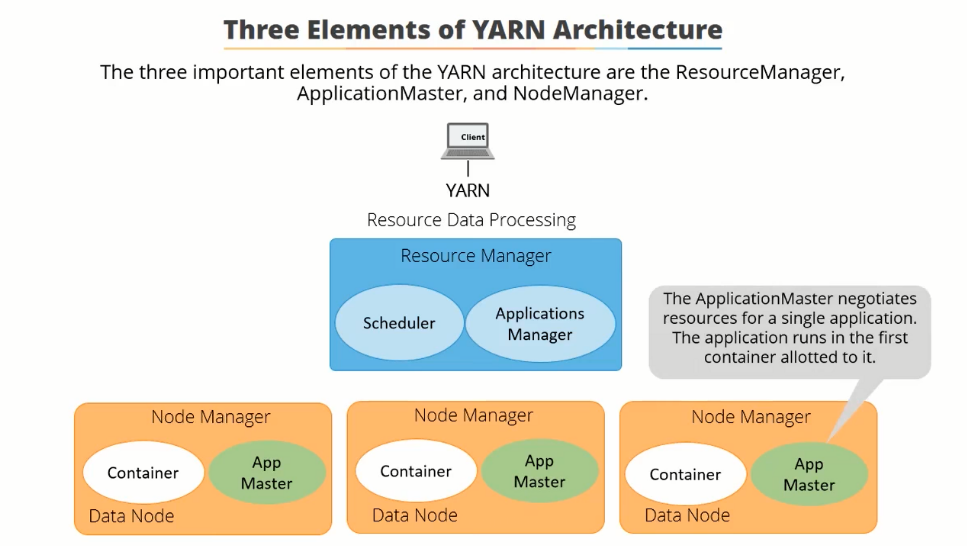 Three Elements of YARN Architecture
The three important elements of the YARN architecture are the ResourceManager,
ApplicationMaster, and NodeManager.
Client
YARN
Resource Data Processing
Resource Manager
Scheduler
Applications
Manager
The ApplicationMaster negotiates
resources for a single application.
The application runs in the first
container allotted to it.
Node Manager
Container
App
Master
Data Node
Node Manager
Container
App
Master
Data Node
Node Manager
Container
App
Master
Data Node